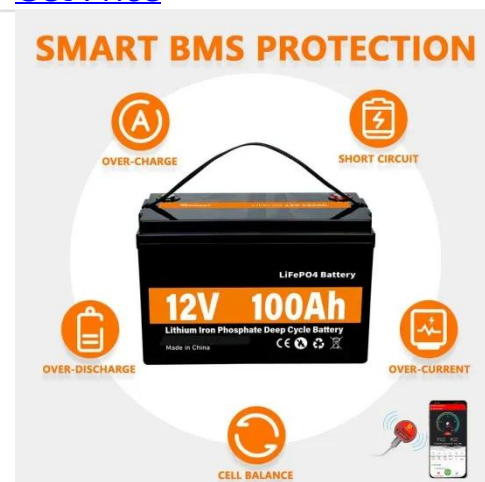 SMART BMS PROTECTION
A
OVER-CHARGE
SHORT CIRCUIT
LiFePO4 Battery
12V 100Ah
Lithium Iron Phosphate Deep Cycle Battery
Made in China
CE
OVER-DISCHARGE
OVER-CURRENT
CELL BALANCE